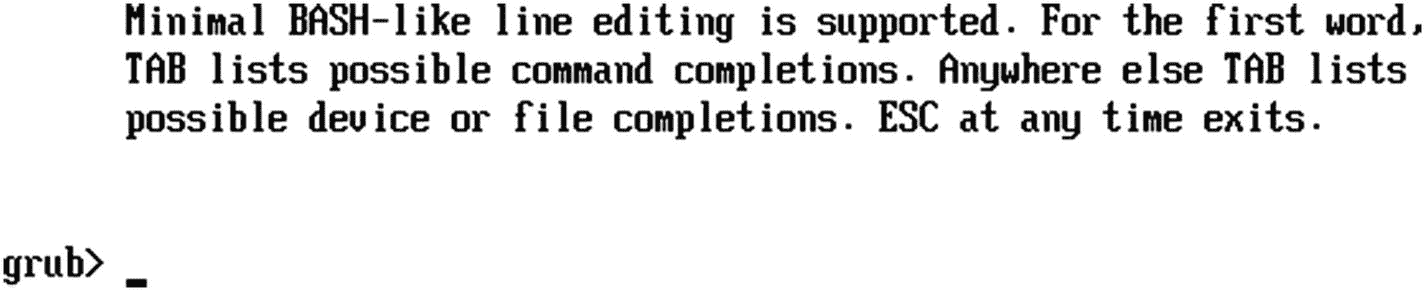 Minimal BASH-like line editing is supported. For the first word,
TAB lists possible command completions. Anywhere else TAB lists
possible device or file completions. ESC at any time exits.
grub> _